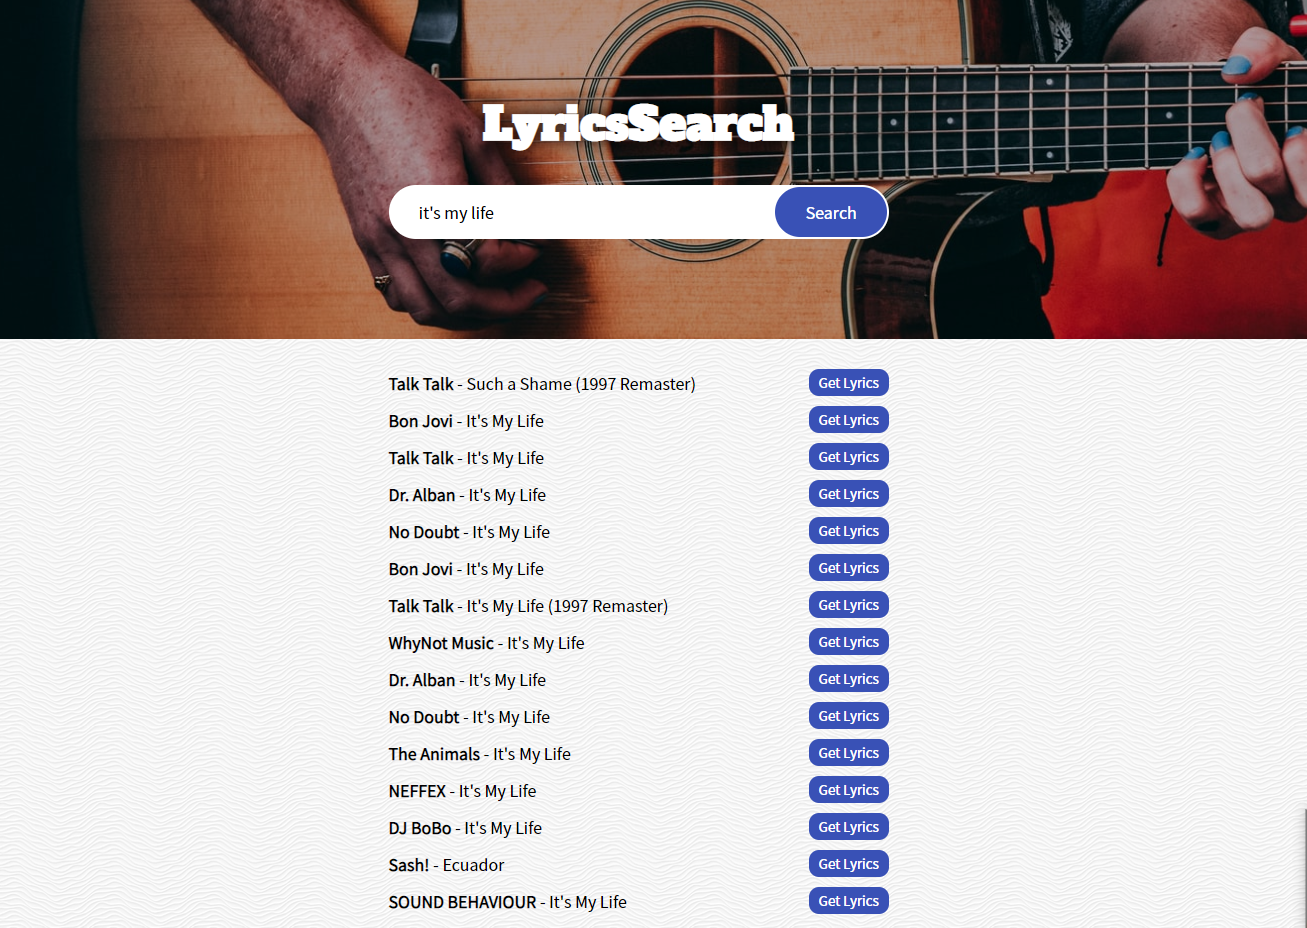 LyricsSearch
it's my life Search
Talk Talk - Such a Shame (1997 Remaster) Get Lyrics
Bon Jovi - It's My Life Get Lyrics
Talk Talk - It's My Life Get Lyrics
Dr. Alban - It's My Life Get Lyrics
No Doubt - It's My Life Get Lyrics
Bon Jovi - It's My Life Get Lyrics
Talk Talk - It's My Life (1997 Remaster) Get Lyrics
WhyNot Music - It's My Life Get Lyrics
Dr. Alban - It's My Life Get Lyrics
No Doubt - It's My Life Get Lyrics
The Animals - It's My Life Get Lyrics
NEFFEX - It's My Life Get Lyrics
DJ BoBo - It's My Life Get Lyrics
Sash! - Ecuador Get Lyrics
SOUND BEHAVIOUR - It's My Life Get Lyrics